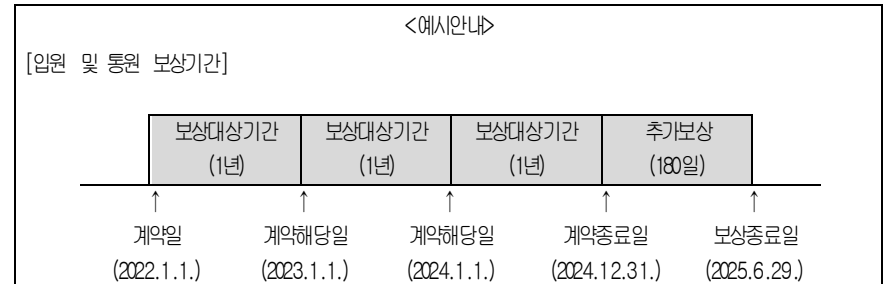 <예시안내>
[입원 및 통원 보상기간]
보상대상기간 보상대상기간 보상대상기간 추가보상
(1년) (1년) (1년) (180일)
↑ ↑ ↑ ↑ ↑
계약일 계약해당일 계약해당일 계약종료일 보상종료일
(2022.1.1.) (2023.1.1.) (2024.1.1.) (2024.12.31.) (2025.6.29.)